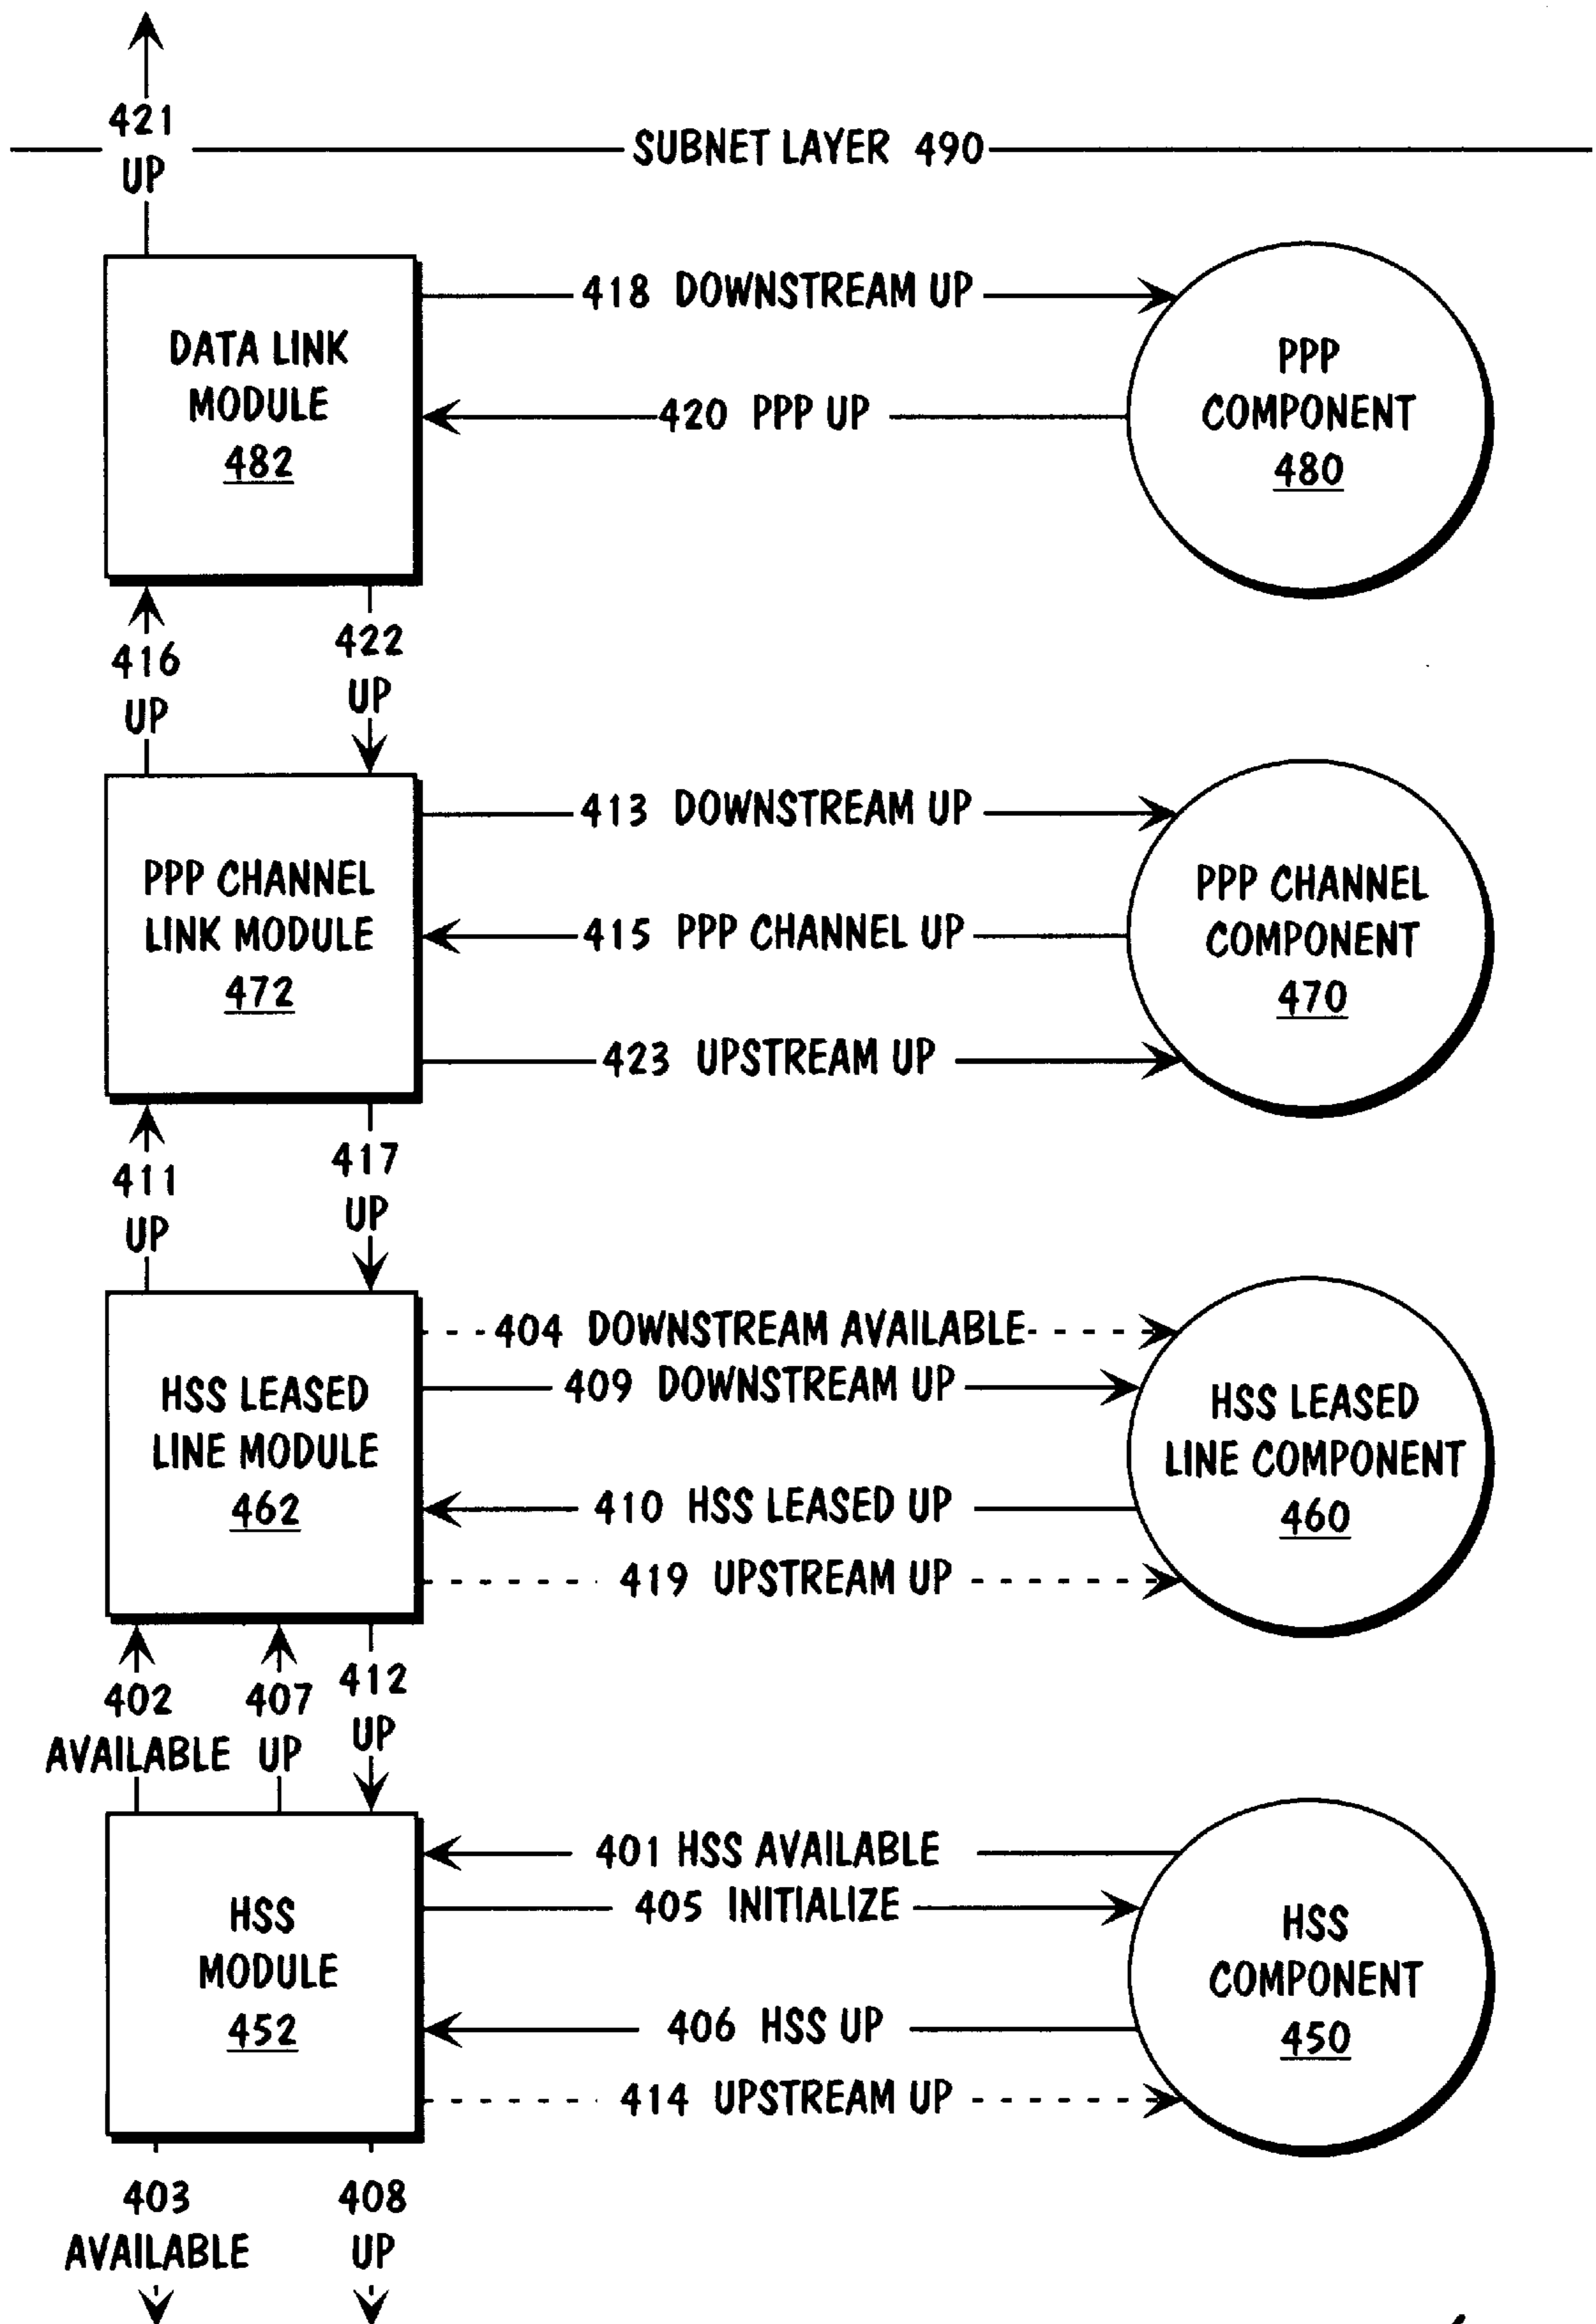 421
UP
SUBNET LAYER 490
DATA LINK
MODULE
482
418 DOWNSTREAM UP
420 PPP UP
PPP
COMPONENT
480
416
UP
422
UP
PPP CHANNEL
LINK MODULE
472
413 DOWNSTREAM UP
415 PPP CHANNEL UP
423 UPSTREAM UP
PPP CHANNEL
COMPONENT
470
411
UP
417
UP
HSS LEASED
LINE MODULE
462
404 DOWNSTREAM AVAILABLE
409 DOWNSTREAM UP
410 HSS LEASED UP
419 UPSTREAM UP
HSS LEASED
LINE COMPONENT
460
402
AVAILABLE
407
UP
412
UP
HSS
MODULE
452
401 HSS AVAILABLE
405 INITIALIZE
406 HSS UP
414 UPSTREAM UP
HSS
COMPONENT
450
403
AVAILABLE
408
UP